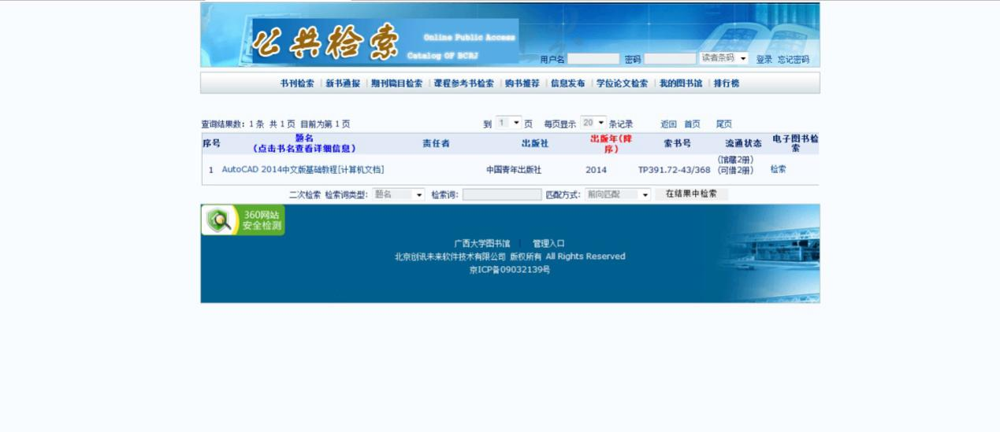 公共检索
Online Public Access
Catalog OF BCRJ
用户名 密码 读者条码 登录 忘记密码
书刊检索 新书通报 期刊篇目检索 课程参考书检索 购书推荐 信息发布 学位论文检索 我的图书馆 排行榜
查询结果数：1 条 共 1 页 目前为第 1 页 到 1 页 每页显示 20 条记录 返回 首页 尾页
序号 题名（点击书名查看详细信息） 责任者 出版社 出版年(降序) 索书号 流通状态 电子图书检索
1 AutoCAD 2014中文版基础教程[计算机文档] 中国青年出版社 2014 TP391.72-43/368 (馆藏2册) (可借2册) 检索
二次检索 检索词类型: 题名 检索词: 匹配方式: 前向匹配 在结果中检索
360网站
安全检测
广西大学图书馆 | 管理入口
北京创讯未来软件技术有限公司 版权所有 All Rights Reserved
京ICP备09032139号